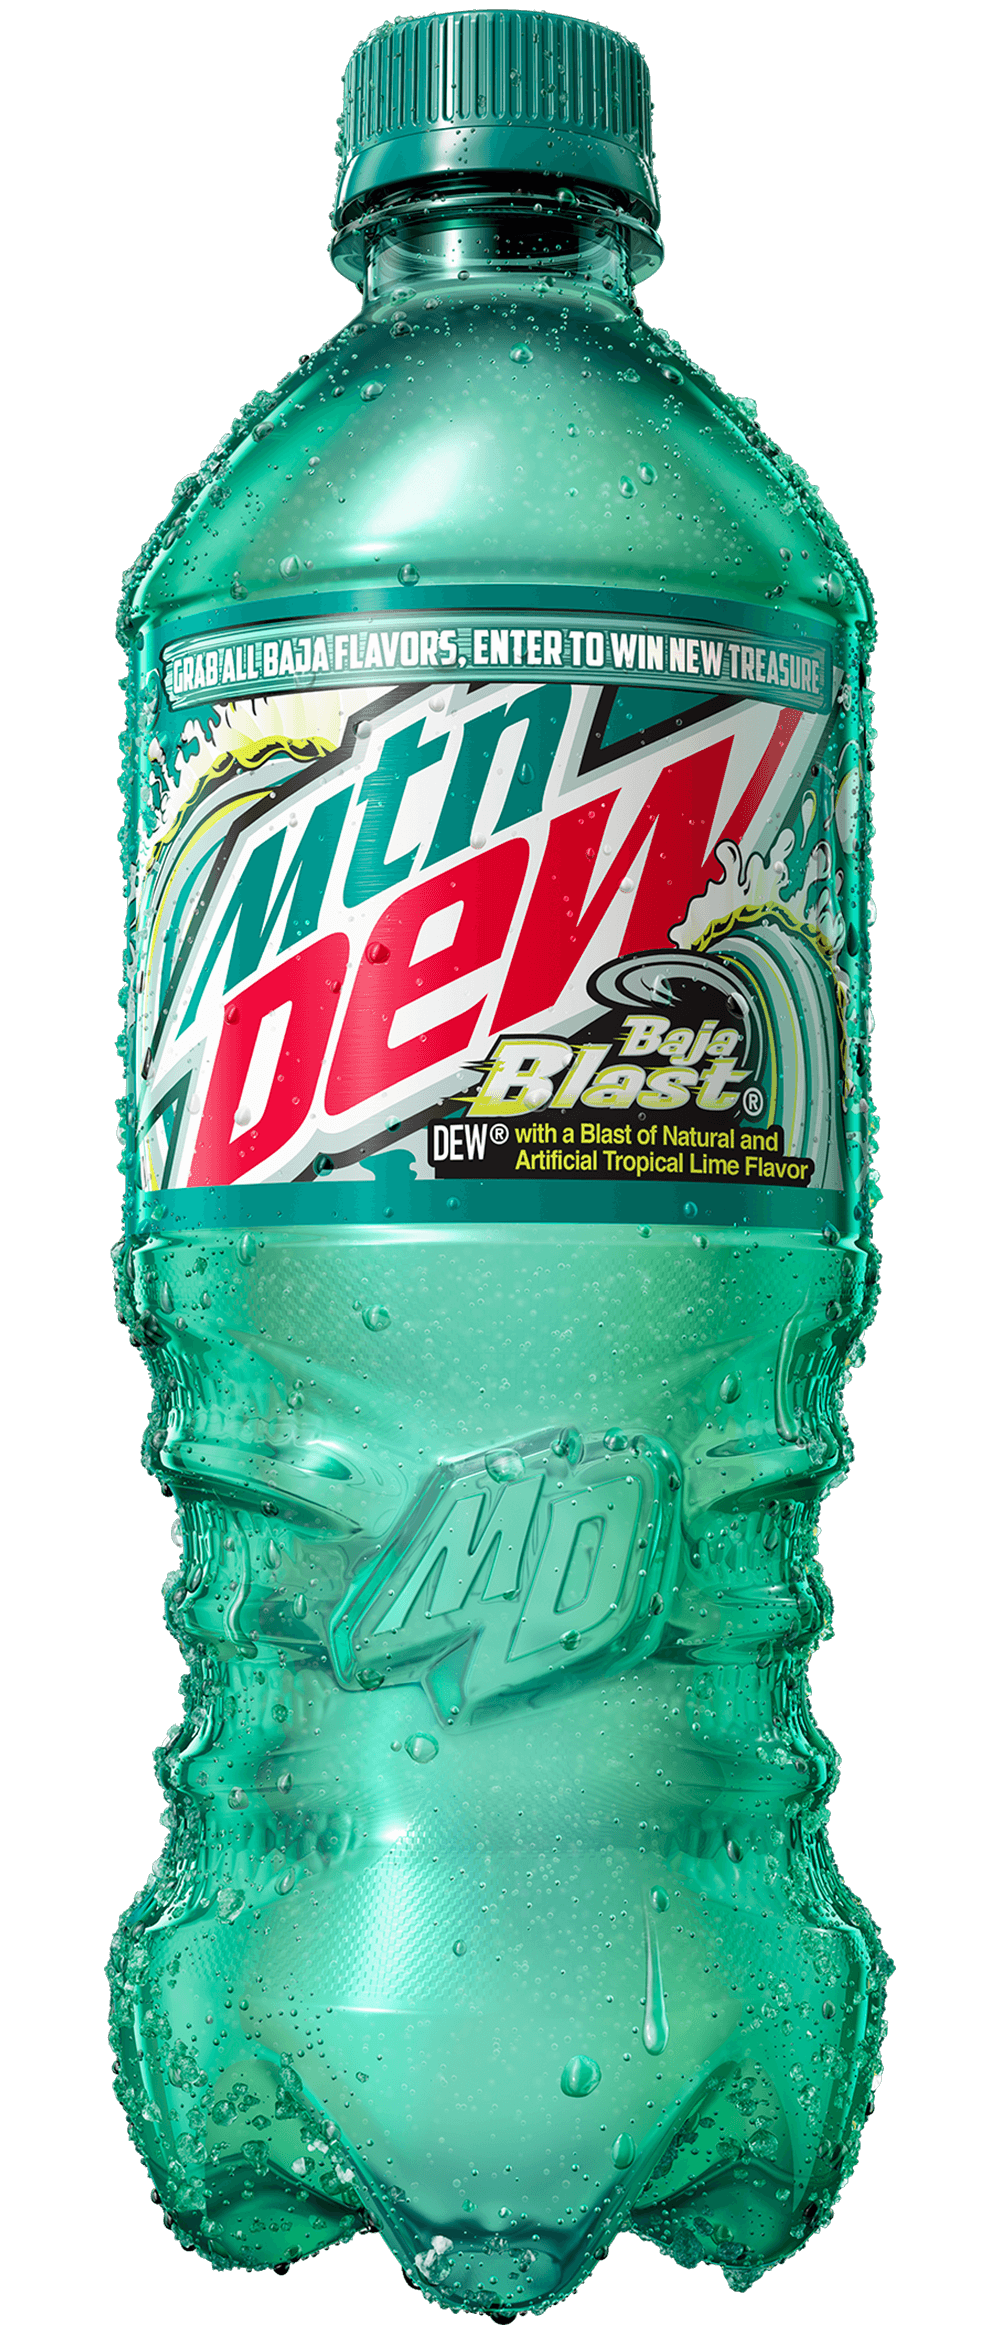 GRAB ALL BAJA FLAVORS, ENTER TO WIN NEW TREASURE
Mtn
DEW
Baja
Blast®
DEW® with a Blast of Natural and
Artificial Tropical Lime Flavor
MD